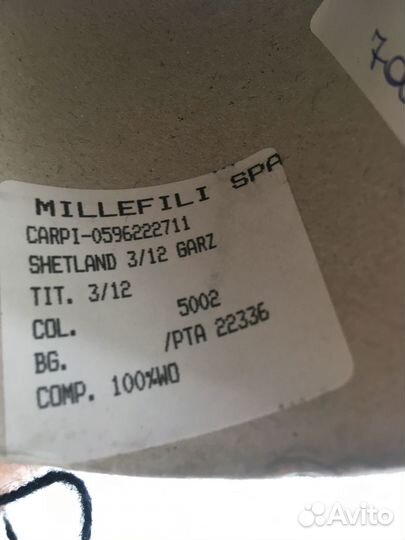 MILLEFILI SPA
CARPI-0596222711
SHETLAND 3/12 GARZ
TIT. 3/12
COL. 5002
BG. /PTA 22336
COMP. 100%WO
Avito